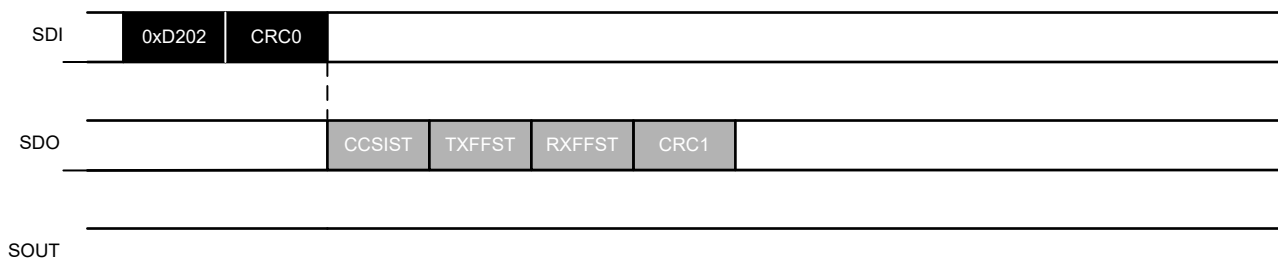 SDI 0xD202 CRC0
SDO CCSIST TXFFST RXFFST CRC1
SOUT